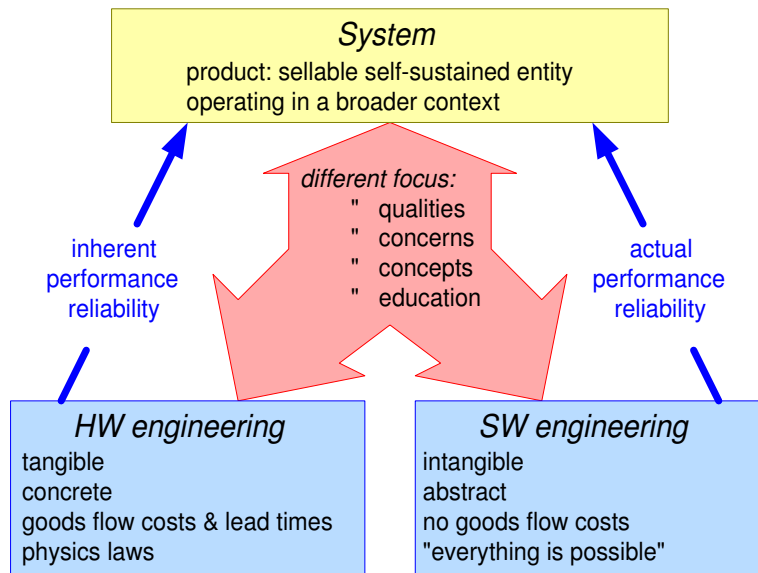 System
product: sellable self-sustained entity
operating in a broader context
different focus:
" qualities
" concerns
" concepts
" education
inherent
performance
reliability
actual
performance
reliability
HW engineering
tangible
concrete
goods flow costs & lead times
physics laws
SW engineering
intangible
abstract
no goods flow costs
"everything is possible"